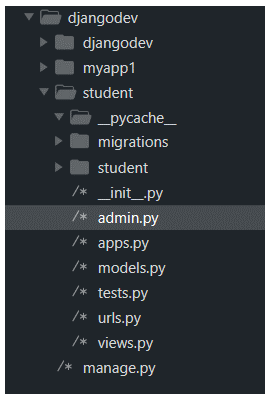 djangodev
djangodev
myapp1
student
__pycache__
migrations
student
/* __init__.py
/* admin.py
/* apps.py
/* models.py
/* tests.py
/* urls.py
/* views.py
/* manage.py